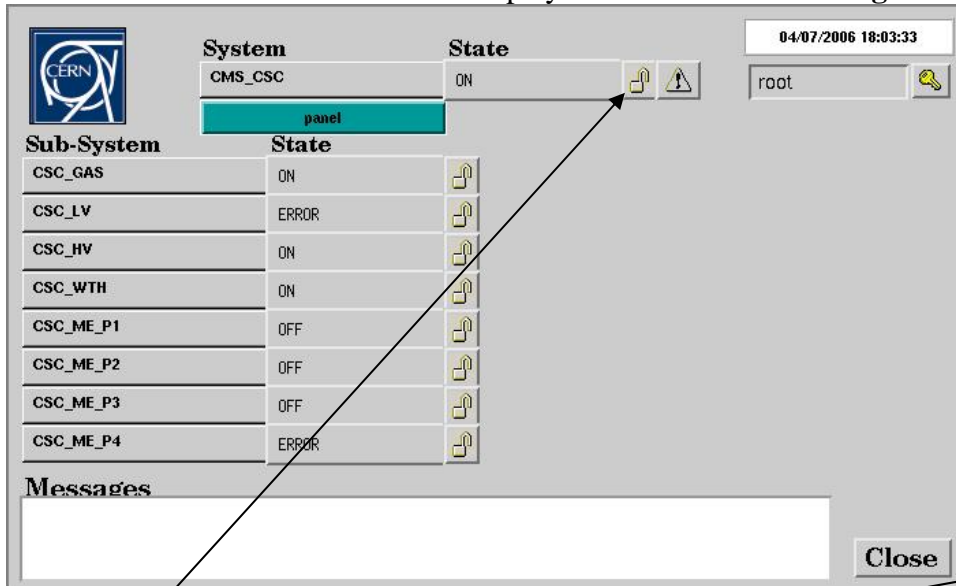 System State
04/07/2006 18:03:33
CERN
CMS_CSC ON
root
panel
Sub-System State
CSC_GAS ON
CSC_LV ERROR
CSC_HV ON
CSC_WTH ON
CSC_ME_P1 OFF
CSC_ME_P2 OFF
CSC_ME_P3 OFF
CSC_ME_P4 ERROR
Messages
Close